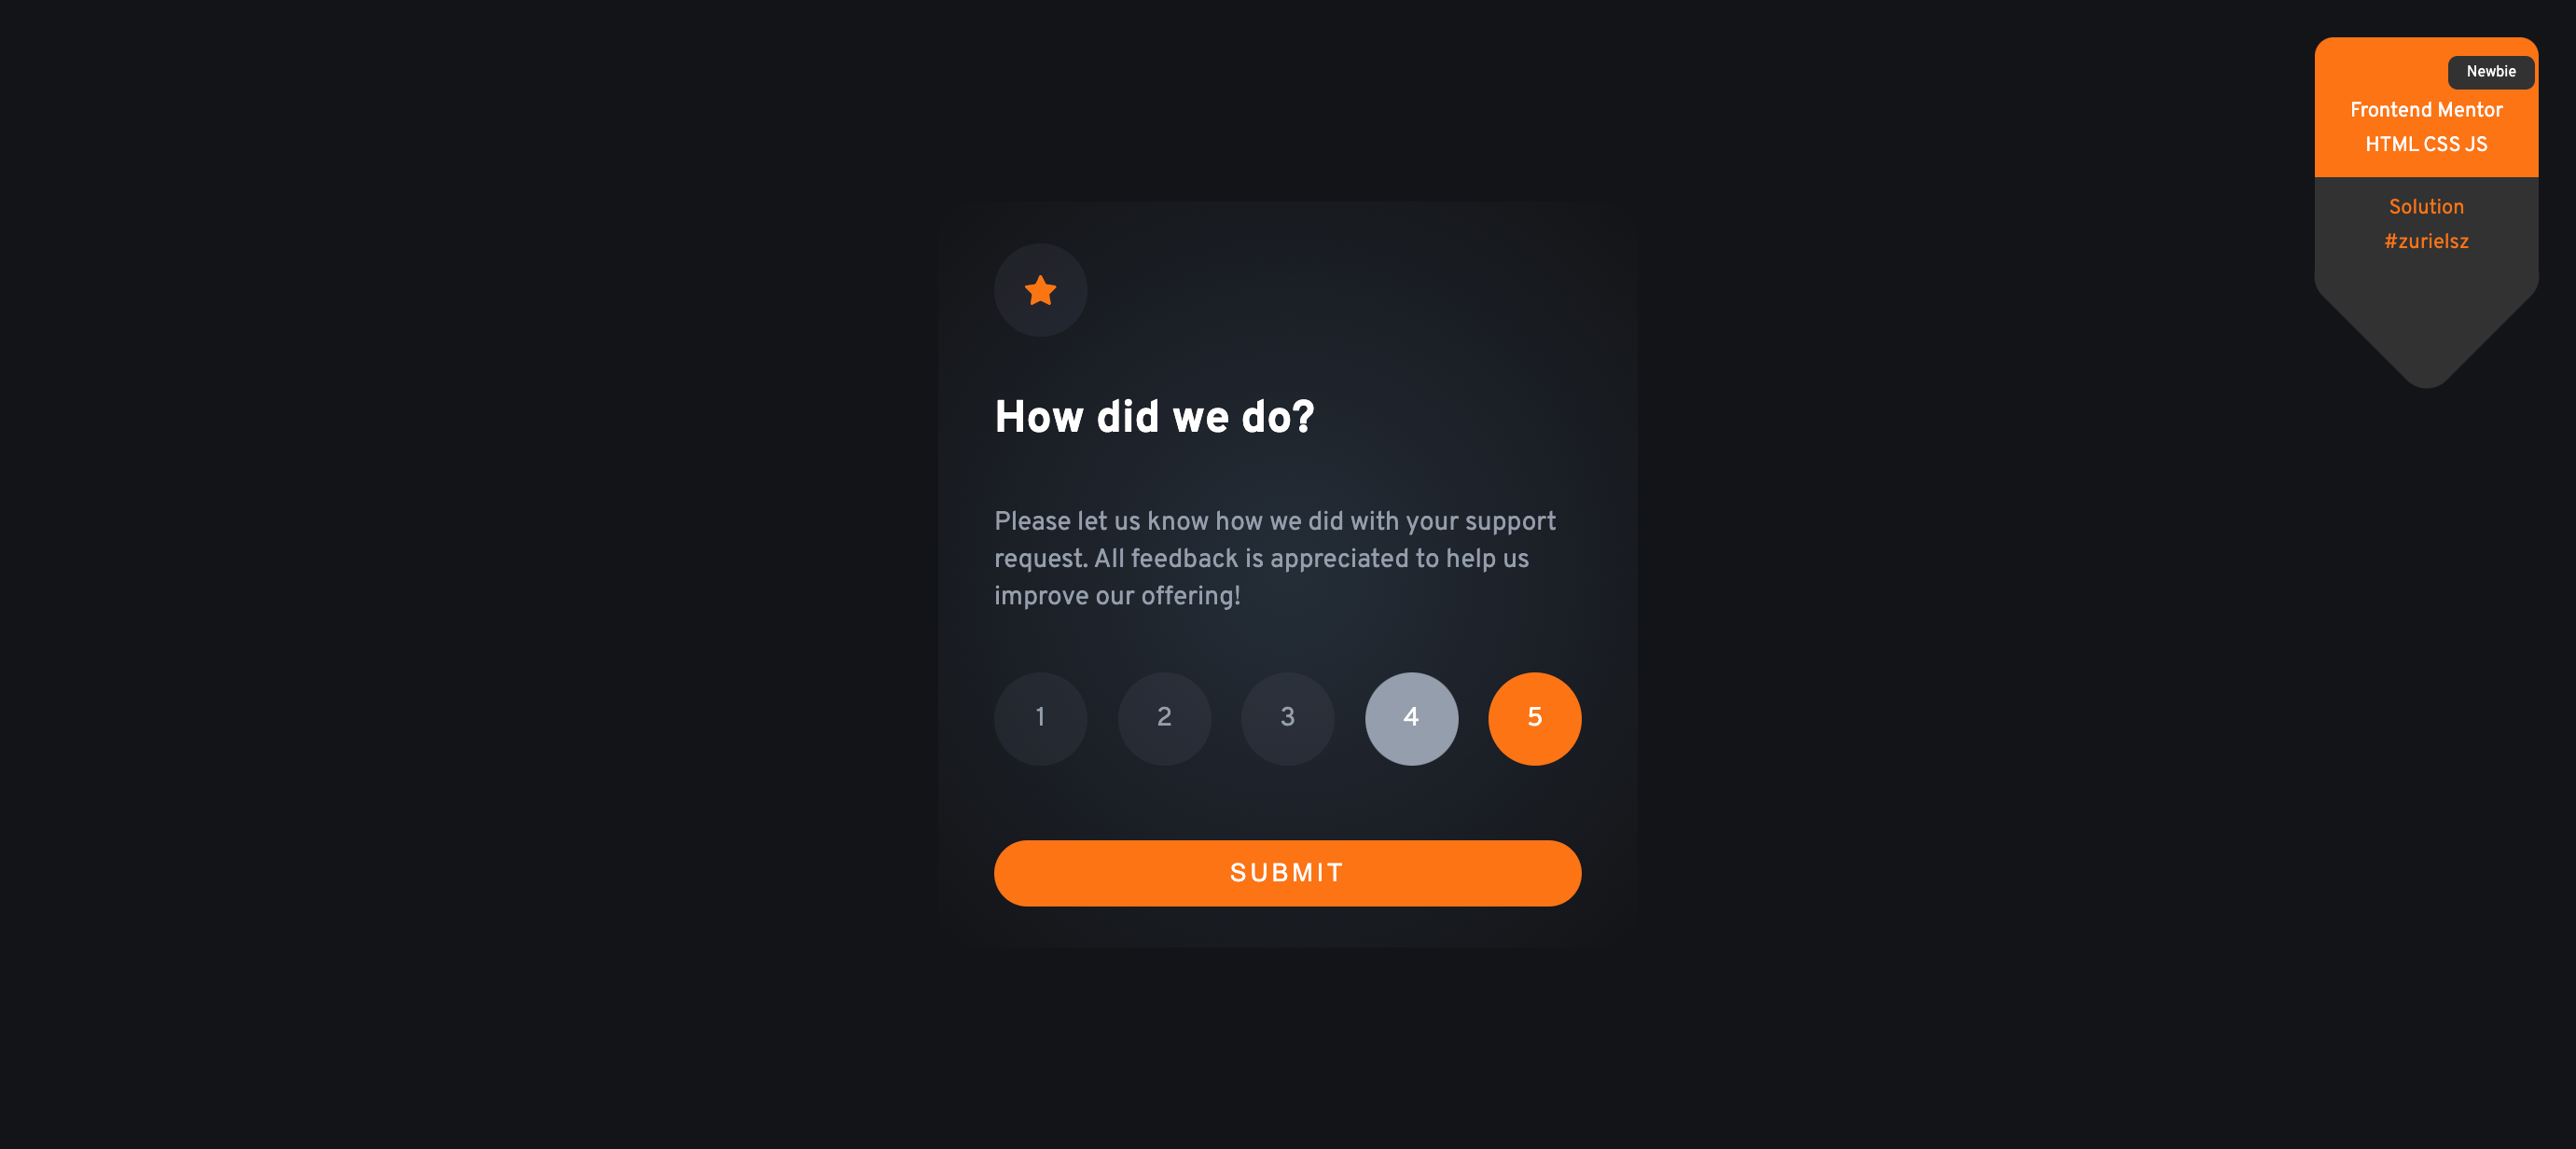 Newbie
Frontend Mentor
HTML CSS JS
Solution
#zurielsz
How did we do?
Please let us know how we did with your support
request. All feedback is appreciated to help us
improve our offering!
1 2 3 4 5
SUBMIT